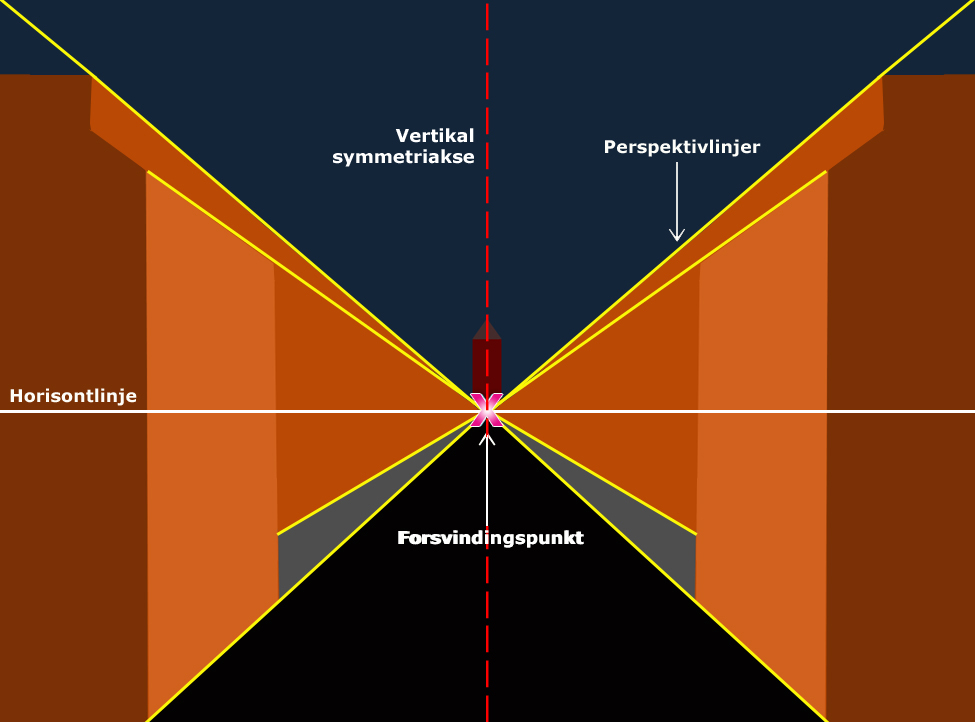 Vertikal
symmetriakse
Perspektivlinjer
Horisontlinje
X
Forsvindingspunkt